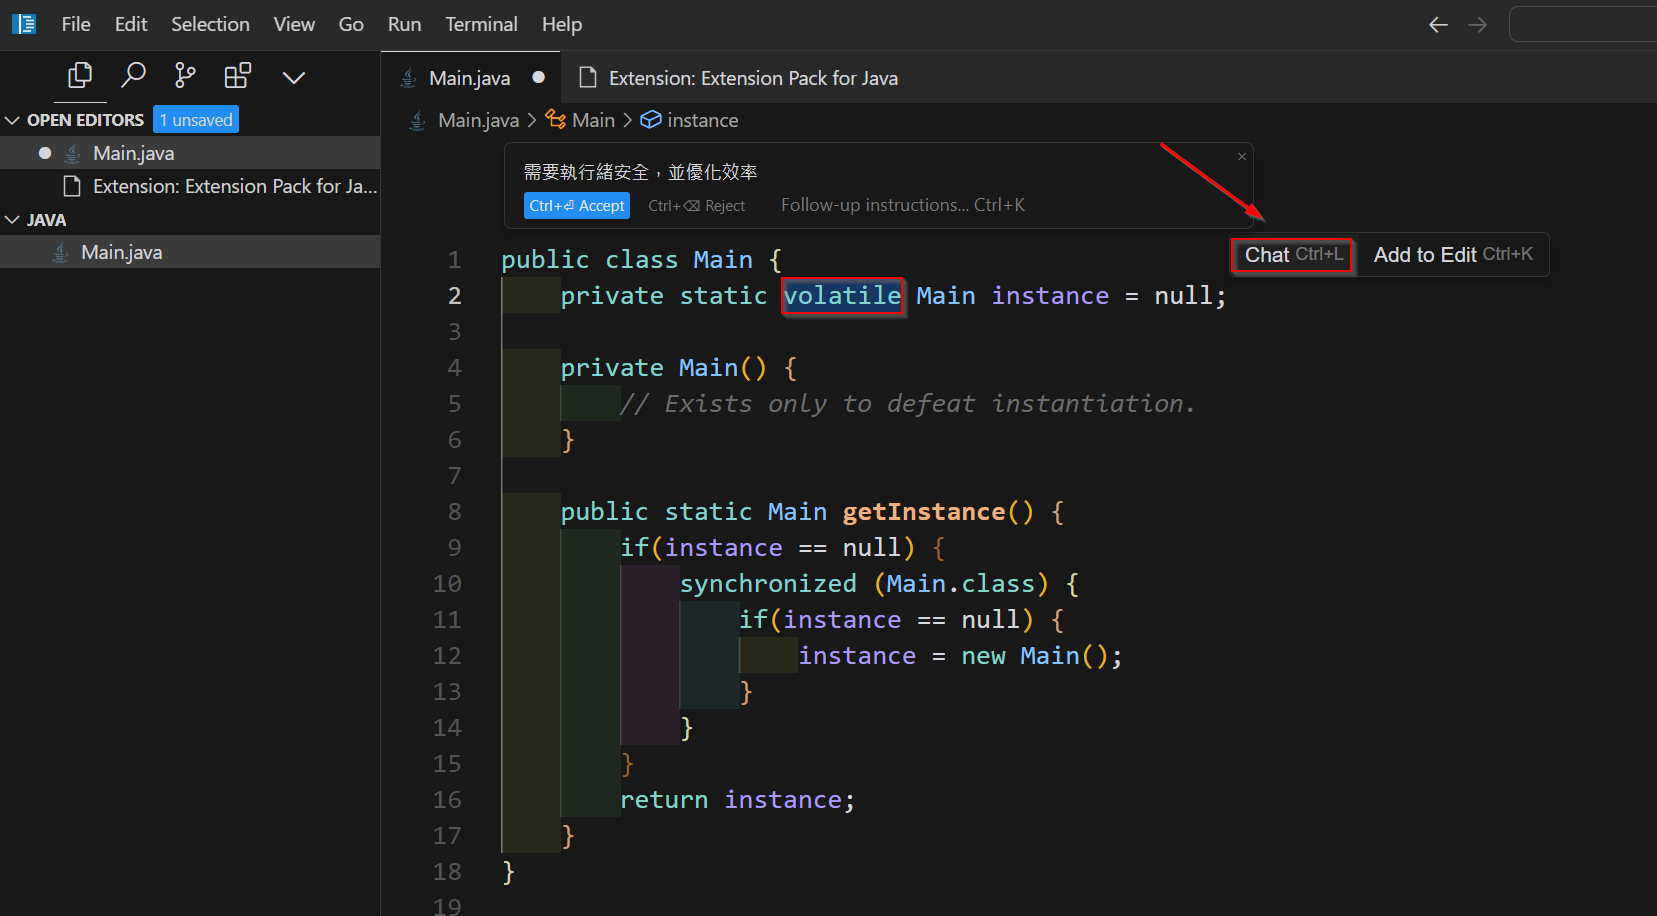 File Edit Selection View Go Run Terminal Help
Main.java Extension: Extension Pack for Java
OPEN EDITORS 1 unsaved
Main.java
Extension: Extension Pack for Ja...
JAVA
Main.java
Main.java > Main > instance
需要執行緒安全，並優化效率
Ctrl+⏎ Accept Ctrl+⌫ Reject Follow-up instructions... Ctrl+K
Chat Ctrl+L Add to Edit Ctrl+K
1 public class Main {
2 private static volatile Main instance = null;
3
4 private Main() {
5 // Exists only to defeat instantiation.
6 }
7
8 public static Main getInstance() {
9 if(instance == null) {
10 synchronized (Main.class) {
11 if(instance == null) {
12 instance = new Main();
13 }
14 }
15 }
16 return instance;
17 }
18 }
19